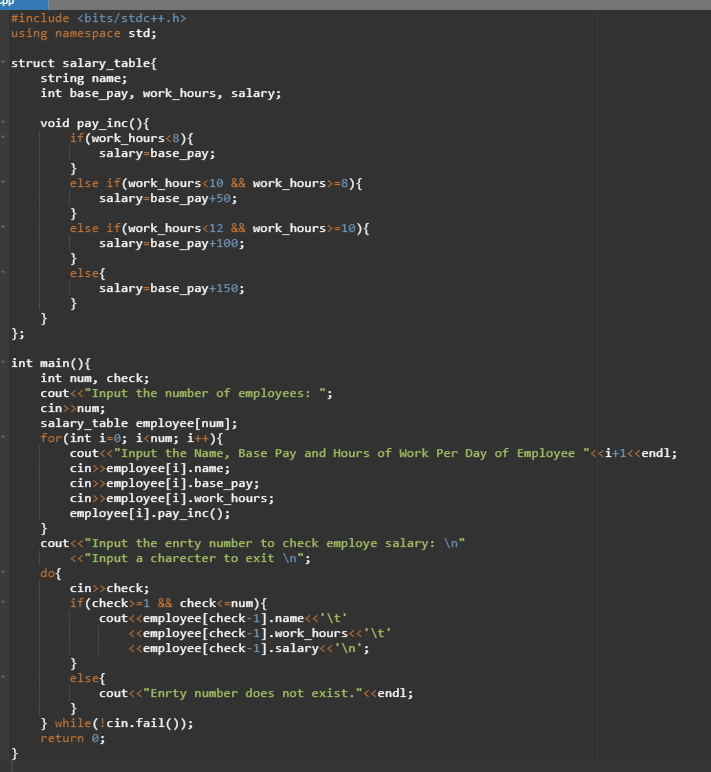 .pp
#include <bits/stdc++.h>
using namespace std;
struct salary_table{
    string name;
    int base_pay, work_hours, salary;
    void pay_inc(){
        if(work_hours<8){
            salary=base_pay;
        }
        else if(work_hours<10 && work_hours>=8){
            salary=base_pay+50;
        }
        else if(work_hours<12 && work_hours>=10){
            salary=base_pay+100;
        }
        else{
            salary=base_pay+150;
        }
    }
};
int main(){
    int num, check;
    cout<<"Input the number of employees: ";
    cin>>num;
    salary_table employee[num];
    for(int i=0; i<num; i++){
        cout<<"Input the Name, Base Pay and Hours of Work Per Day of Employee "<<i+1<<endl;
        cin>>employee[i].name;
        cin>>employee[i].base_pay;
        cin>>employee[i].work_hours;
        employee[i].pay_inc();
    }
    cout<<"Input the enrty number to check employe salary: \n"
        <<"Input a charecter to exit \n";
    do{
        cin>>check;
        if(check>=1 && check<=num){
            cout<<employee[check-1].name<<'\t'
                <<employee[check-1].work_hours<<'\t'
                <<employee[check-1].salary<<'\n';
        }
        else{
            cout<<"Enrty number does not exist."<<endl;
        }
    } while(!cin.fail());
    return 0;
}